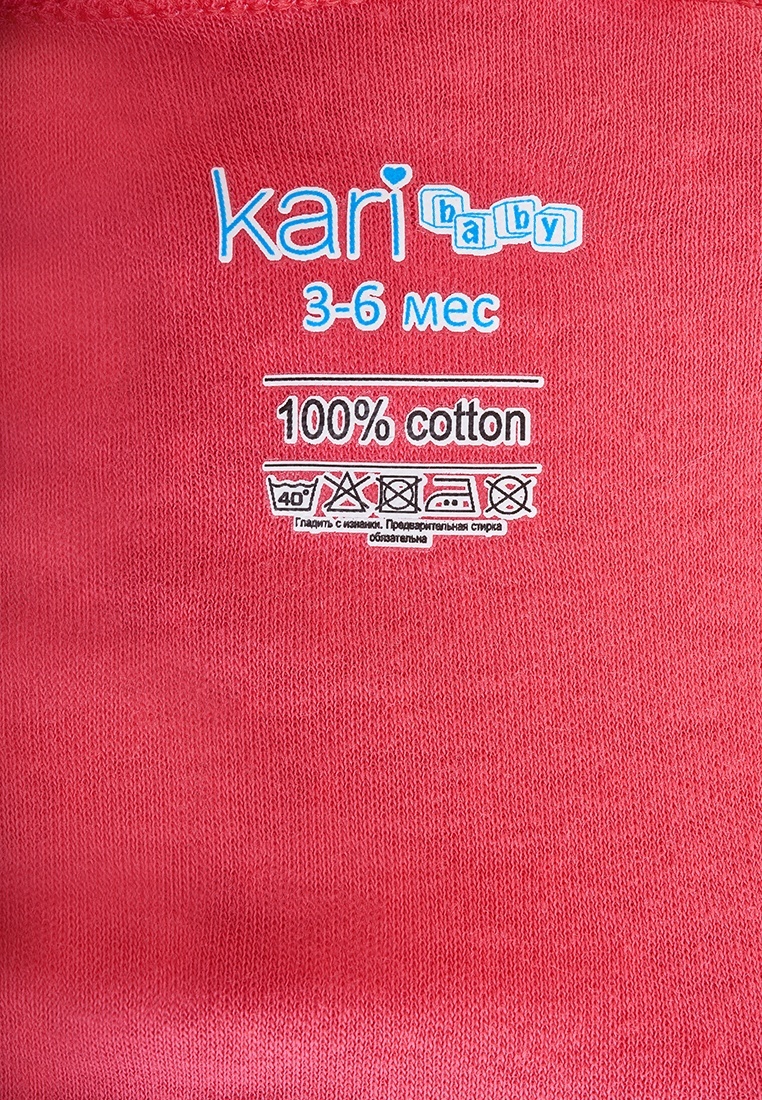 kari baby
3-6 мес
100% cotton
40°
Гладить с изнанки. Предварительная стирка
обязательна